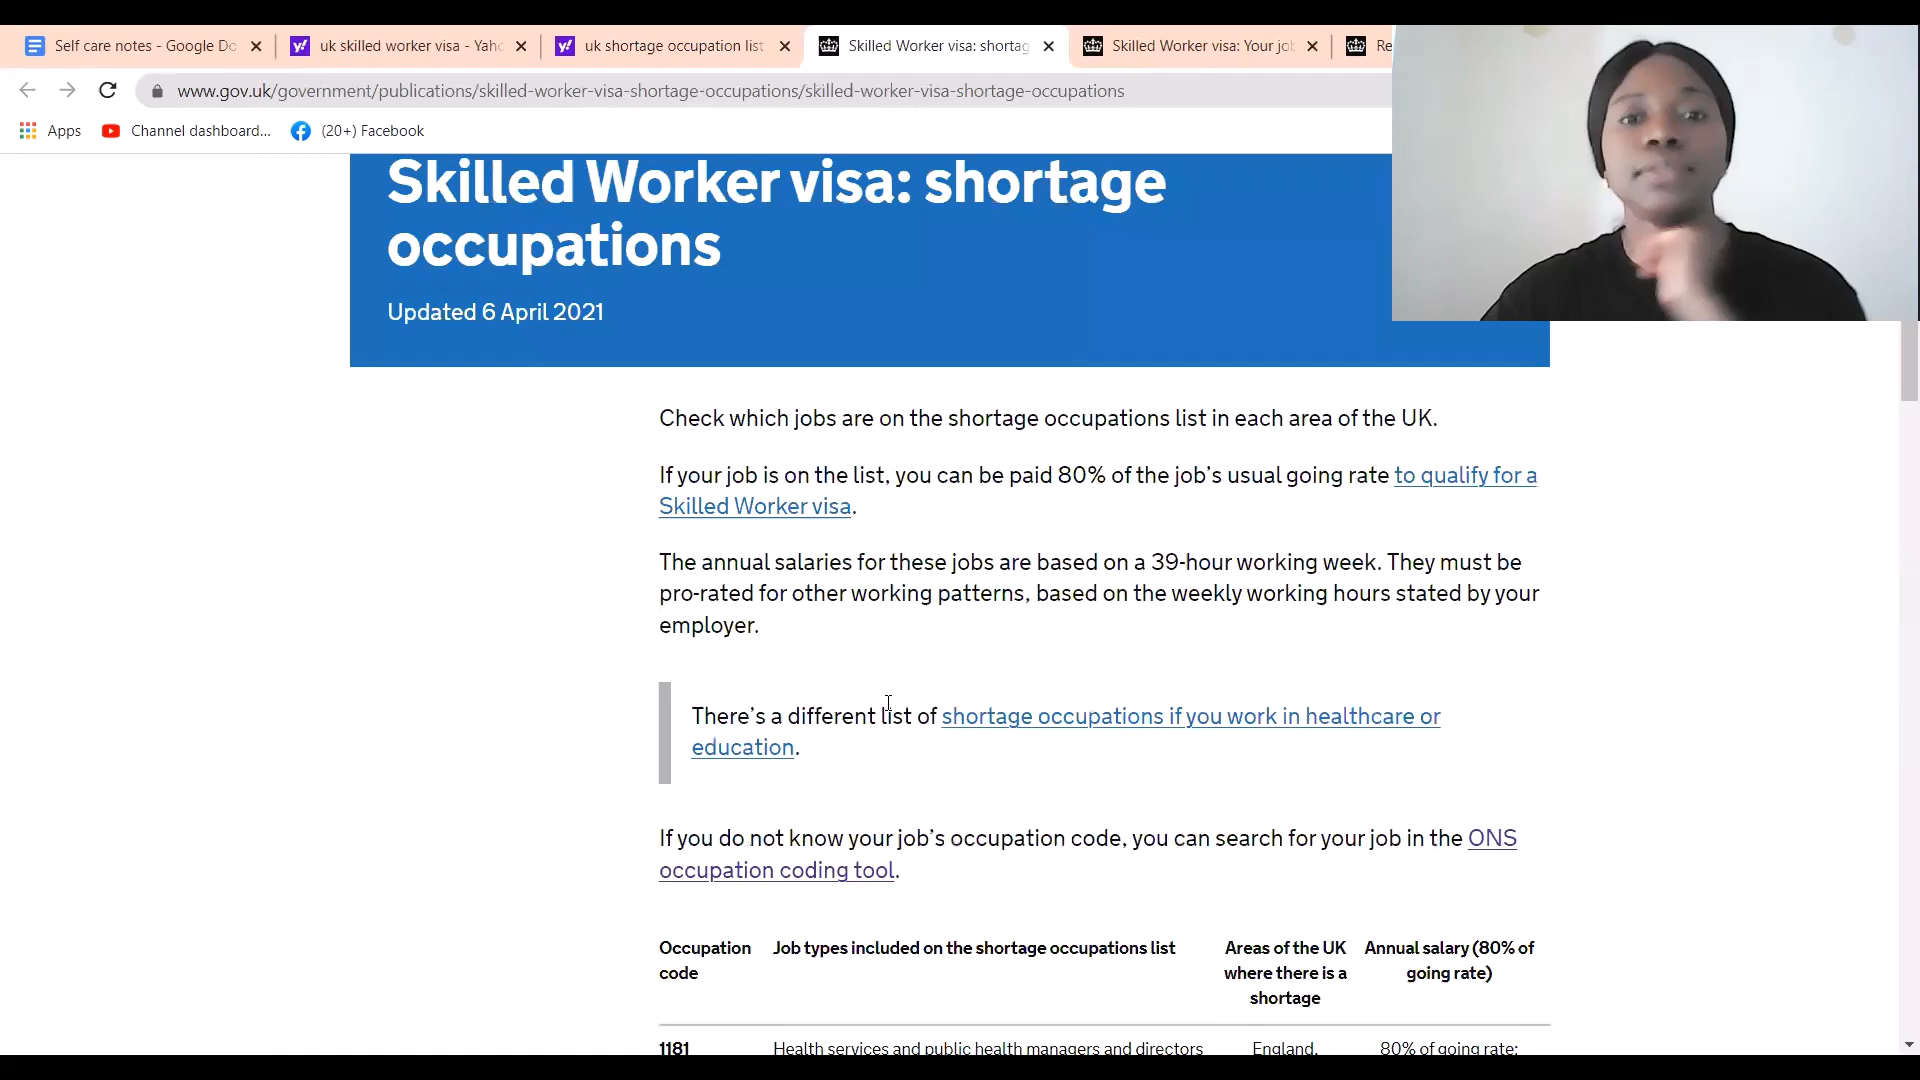 Self care notes - Google Do
uk skilled worker visa - Yaho
uk shortage occupation list
Skilled Worker visa: shortag
Skilled Worker visa: Your jo
Re
www.gov.uk/government/publications/skilled-worker-visa-shortage-occupations/skilled-worker-visa-shortage-occupations
Apps
Channel dashboard...
(20+) Facebook
Skilled Worker visa: shortage
occupations
Updated 6 April 2021
Check which jobs are on the shortage occupations list in each area of the UK.
If your job is on the list, you can be paid 80% of the job’s usual going rate to qualify for a
Skilled Worker visa.
The annual salaries for these jobs are based on a 39-hour working week. They must be
pro-rated for other working patterns, based on the weekly working hours stated by your
employer.
There’s a different list of shortage occupations if you work in healthcare or
education.
If you do not know your job’s occupation code, you can search for your job in the ONS
occupation coding tool.
Occupation code
Job types included on the shortage occupations list
Areas of the UK where there is a shortage
Annual salary (80% of going rate)
1181
Health services and public health managers and directors
England,
80% of going rate: